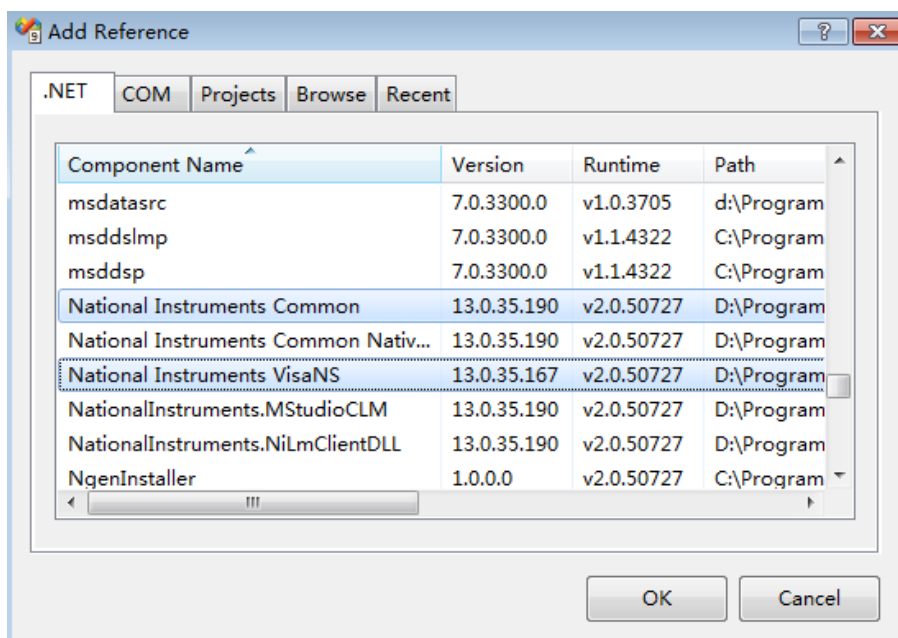 Add Reference
.NET COM Projects Browse Recent
Component Name Version Runtime Path
msdatasrc 7.0.3300.0 v1.0.3705 d:\Program
msddslmp 7.0.3300.0 v1.1.4322 C:\Program
msddsp 7.0.3300.0 v1.1.4322 C:\Program
National Instruments Common 13.0.35.190 v2.0.50727 D:\Program
National Instruments Common Nativ... 13.0.35.190 v2.0.50727 D:\Program
National Instruments VisaNS 13.0.35.167 v2.0.50727 D:\Program
NationalInstruments.MStudioCLM 13.0.35.190 v2.0.50727 D:\Program
NationalInstruments.NiLmClientDLL 13.0.35.190 v2.0.50727 D:\Program
NgenInstaller 1.0.0.0 v2.0.50727 C:\Program
OK Cancel